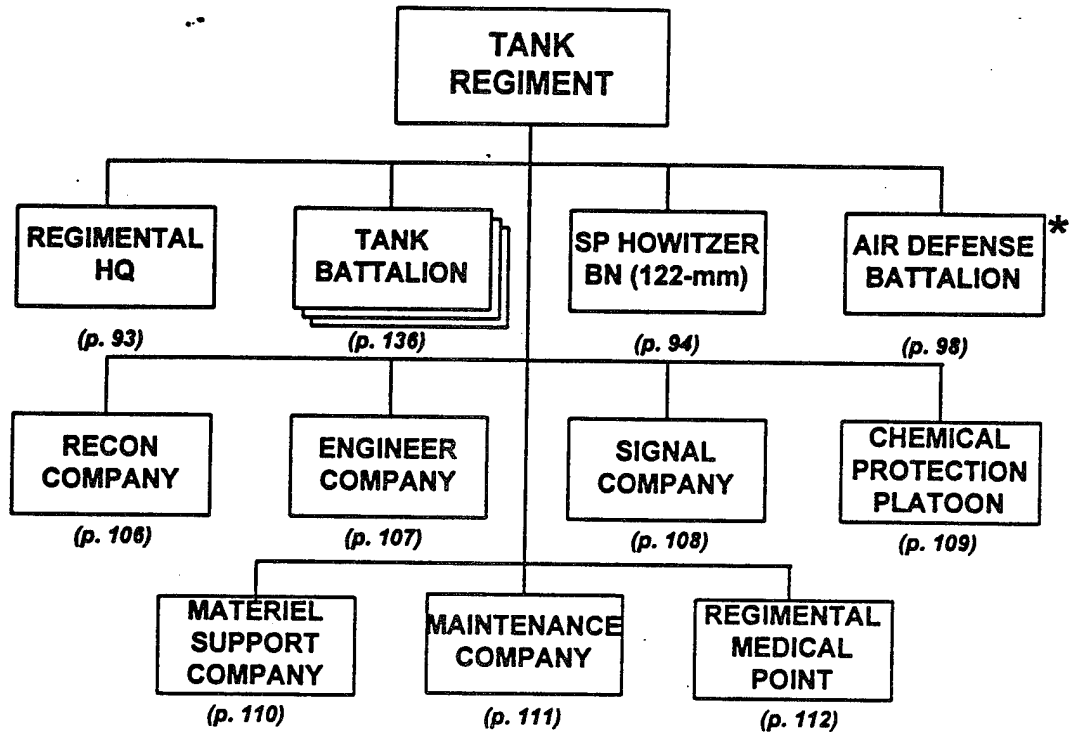 TANK
REGIMENT
REGIMENTAL
HQ
(p. 93)
TANK
BATTALION
(p. 136)
SP HOWITZER
BN (122-mm)
(p. 94)
AIR DEFENSE
BATTALION
*
(p. 98)
RECON
COMPANY
(p. 106)
ENGINEER
COMPANY
(p. 107)
SIGNAL
COMPANY
(p. 108)
CHEMICAL
PROTECTION
PLATOON
(p. 109)
MATERIEL
SUPPORT
COMPANY
(p. 110)
MAINTENANCE
COMPANY
(p. 111)
REGIMENTAL
MEDICAL
POINT
(p. 112)